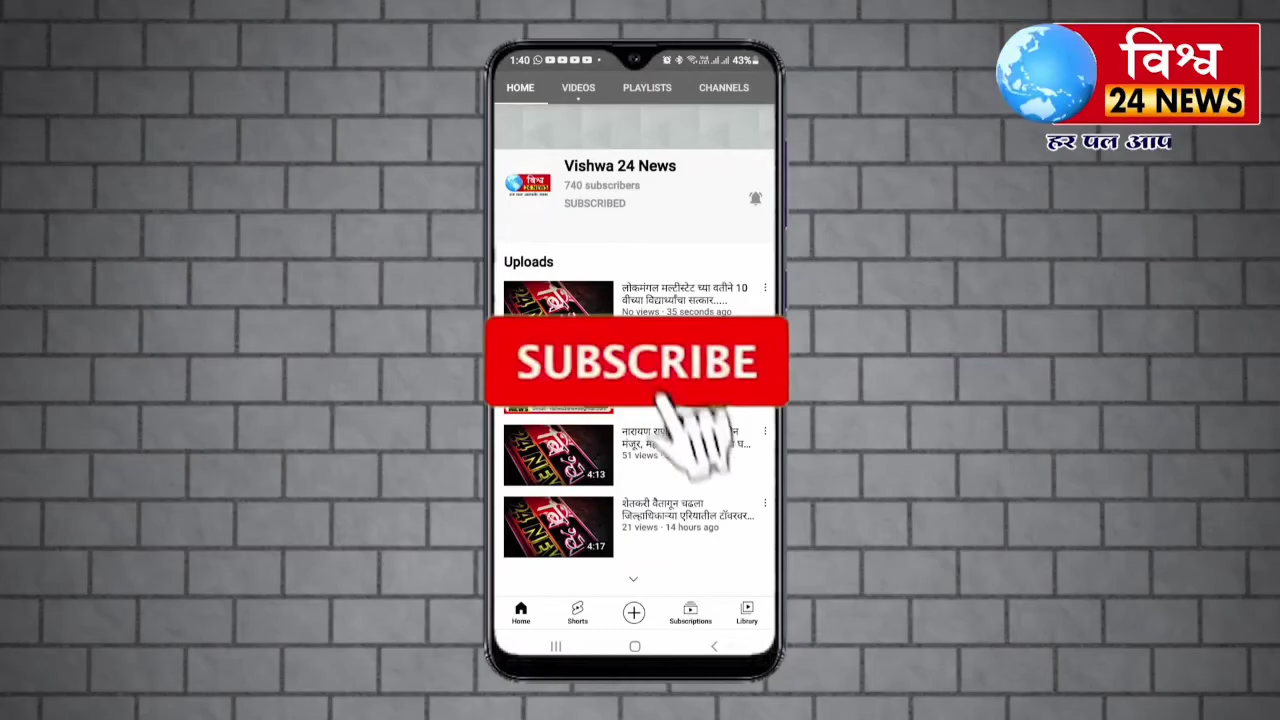 विश्व
24 NEWS
हर पल आप
1:40
43%
HOME VIDEOS PLAYLISTS CHANNELS
Vishwa 24 News
740 subscribers
SUBSCRIBED
Uploads
लोकमंगल मल्टीस्टेट च्या वतीने 10
वीच्या विद्यार्थ्यांचा सत्कार.....
No views · 35 seconds ago
SUBSCRIBE
नारायण
मंजूर,
51 views
4:13
शेतकरी वैतागून चढला
जिल्हाधिकाऱ्या एरियातील टॉवरवर...
21 views · 14 hours ago
4:17
Home Shorts Subscriptions Library